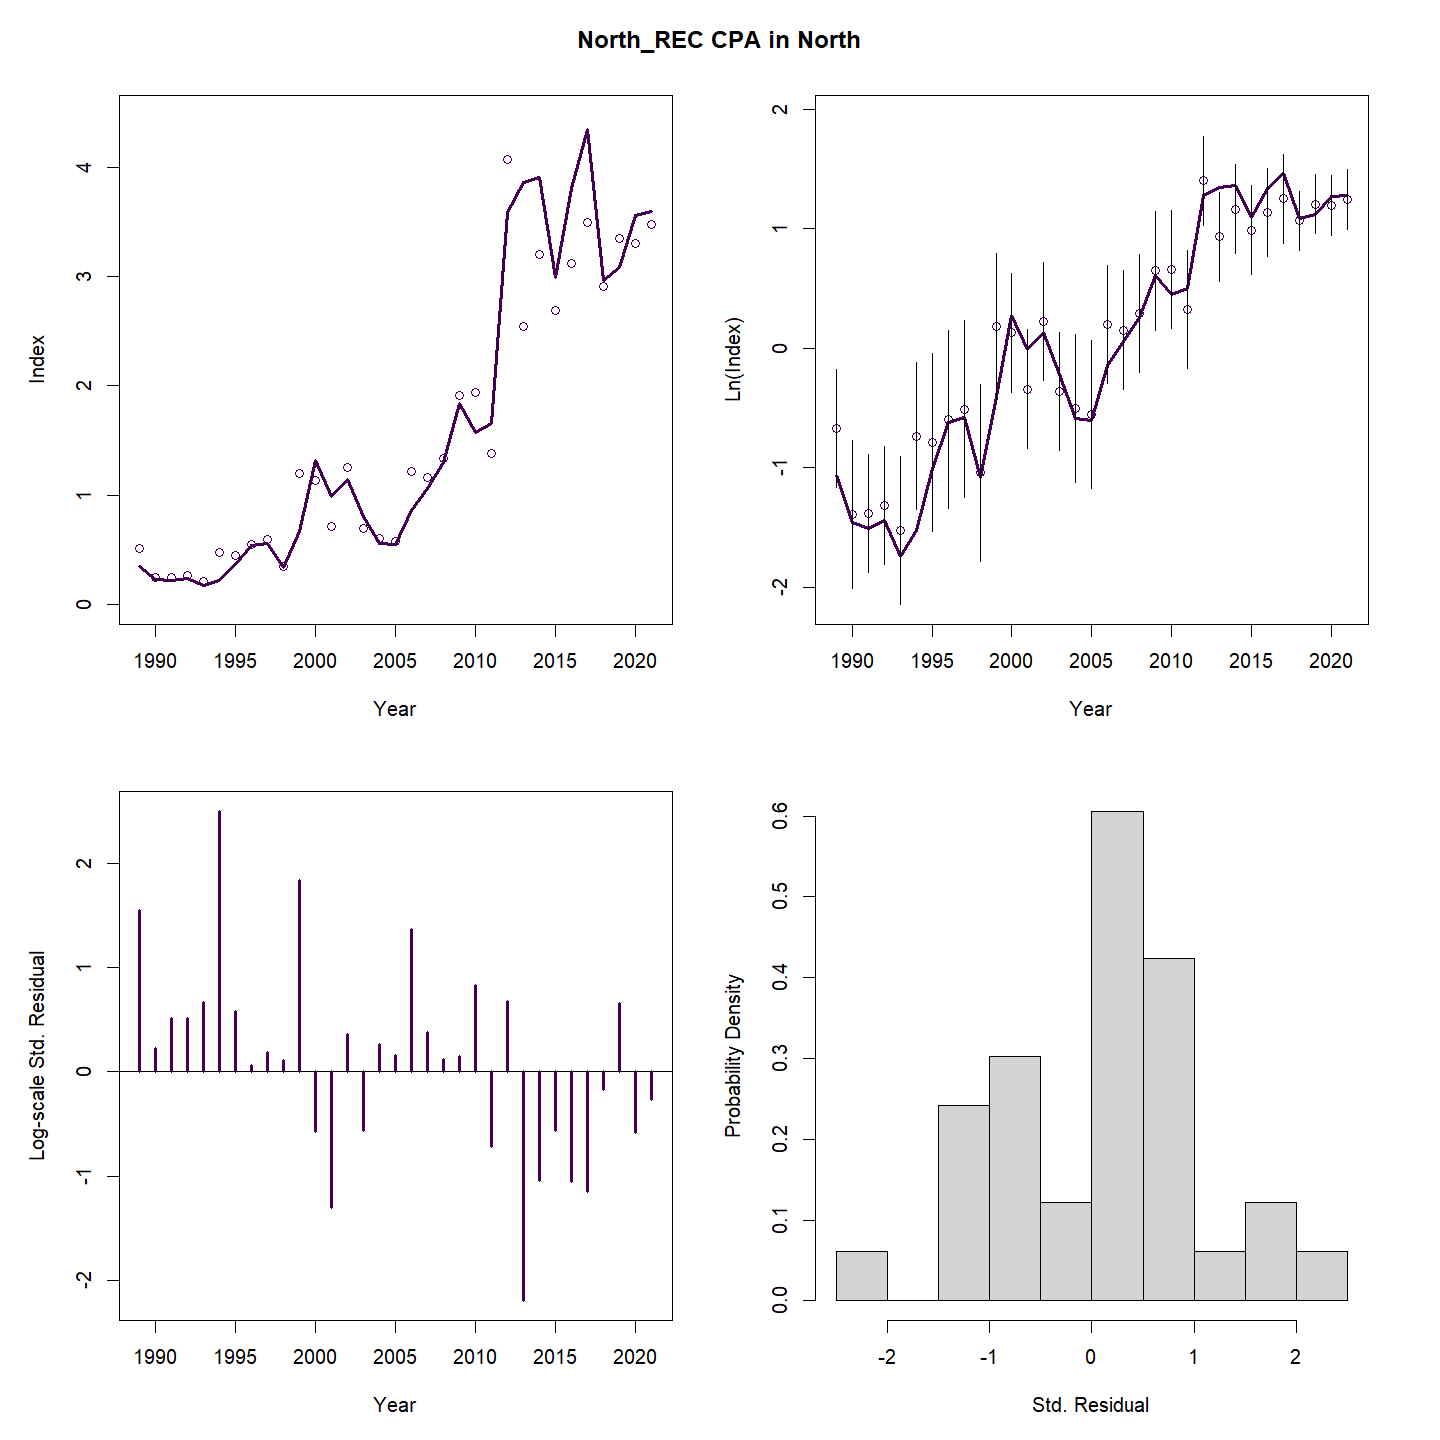 North_REC CPA in North
Index
0 1 2 3 4
1990 1995 2000 2005 2010 2015 2020
Year
Ln(Index)
-2 -1 0 1 2
1990 1995 2000 2005 2010 2015 2020
Year
Log-scale Std. Residual
-2 -1 0 1 2
1990 1995 2000 2005 2010 2015 2020
Year
Probability Density
0.0 0.1 0.2 0.3 0.4 0.5 0.6
-2 -1 0 1 2
Std. Residual